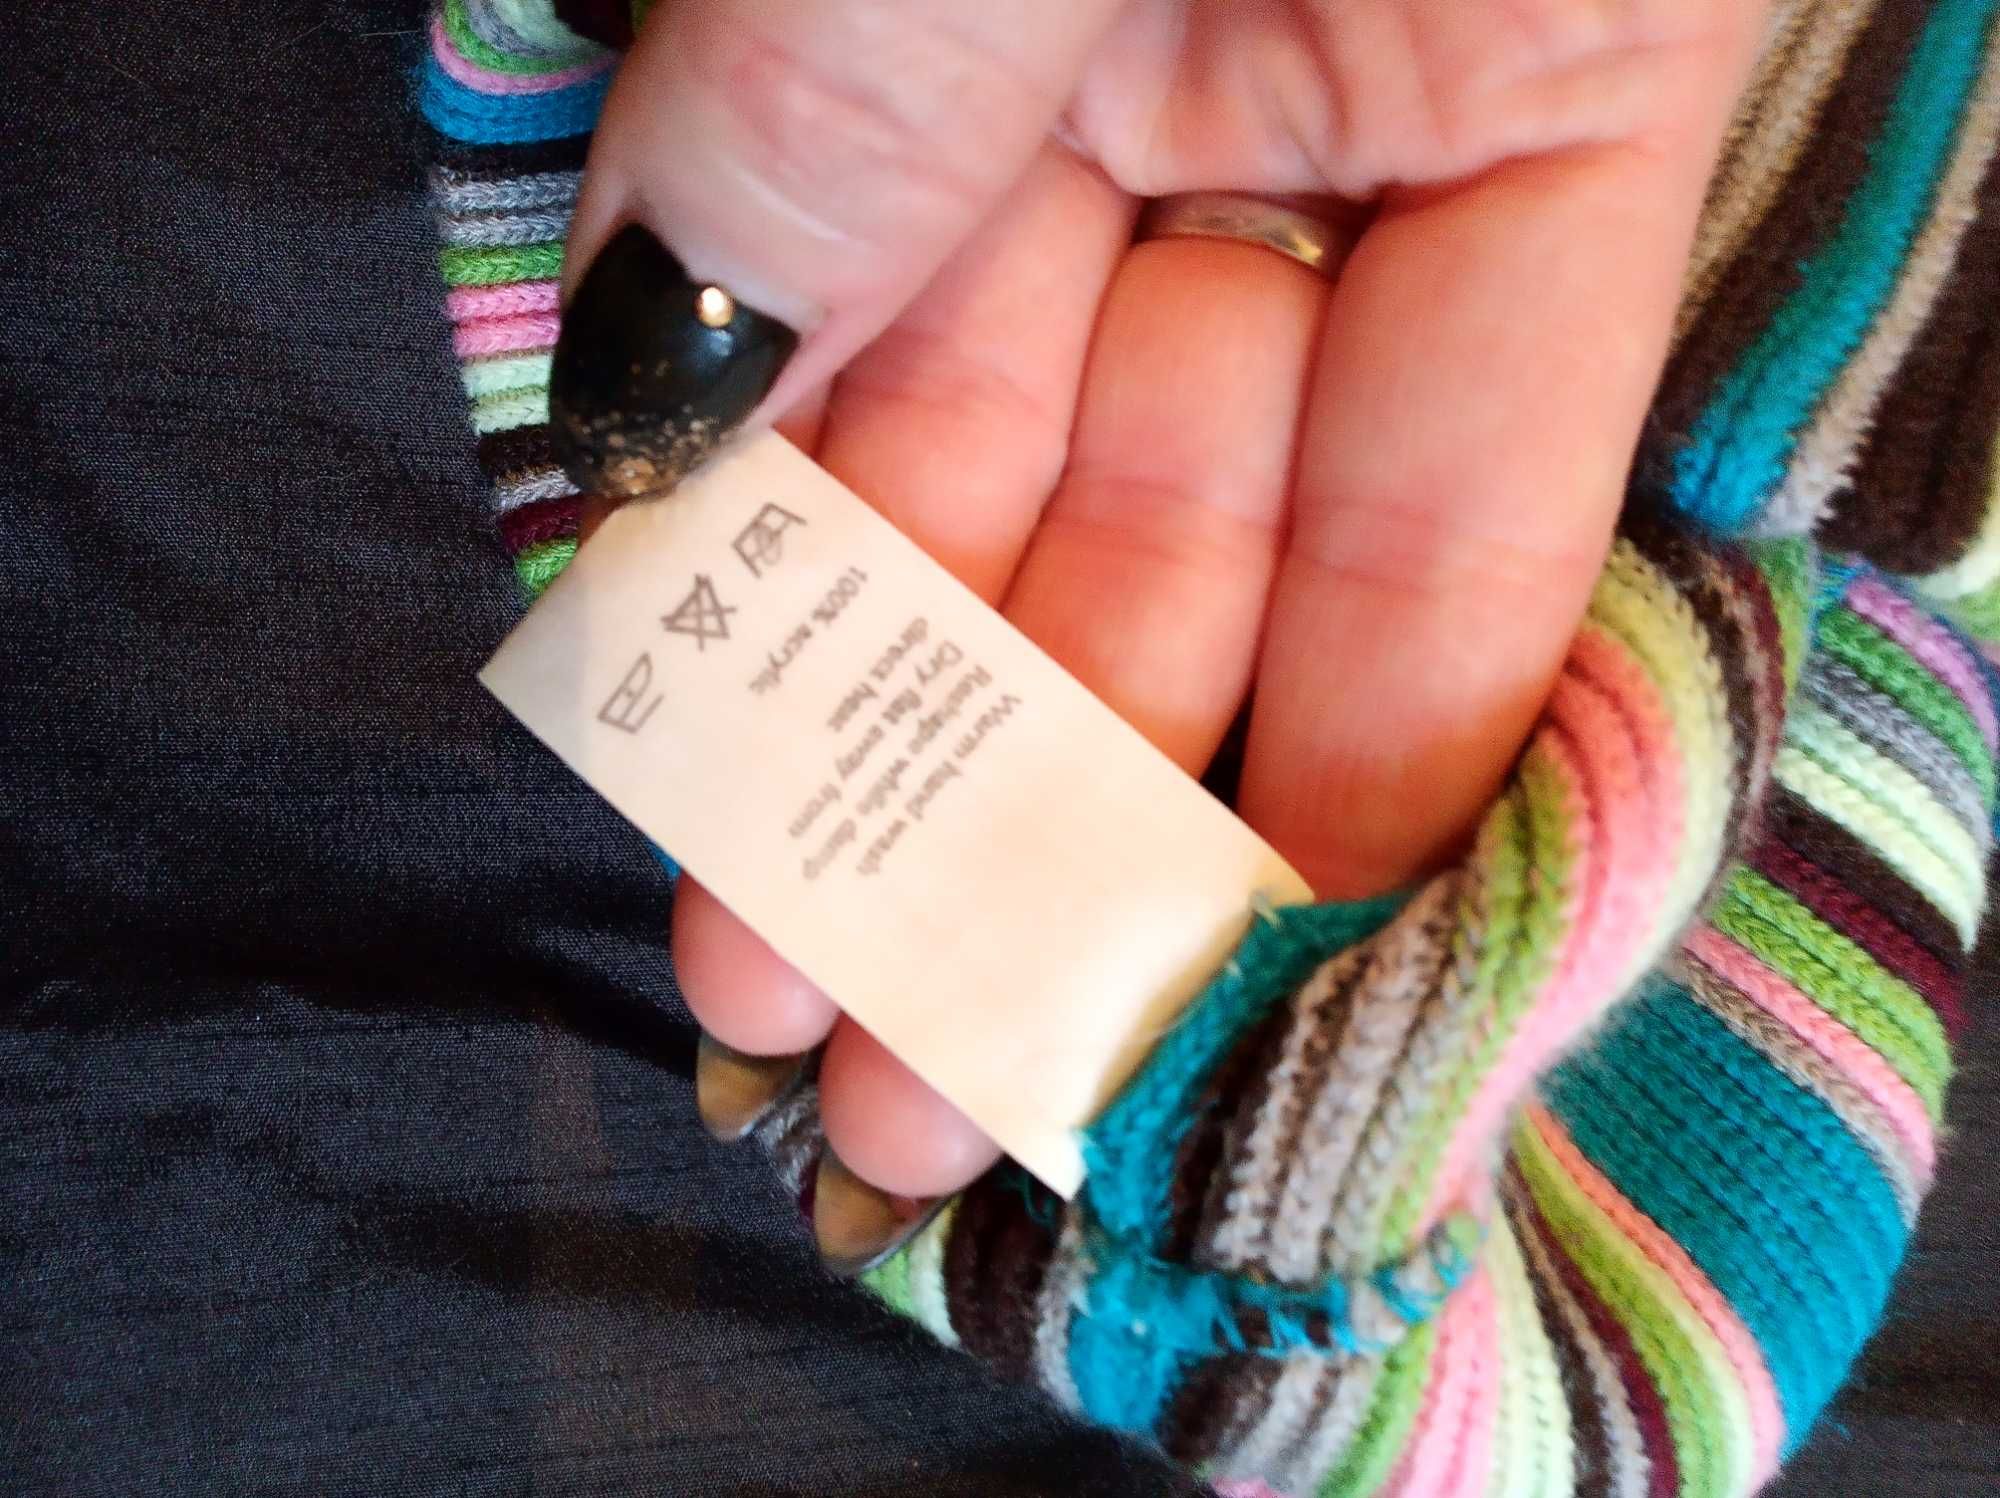 100% acrylic
Warm hand wash
Reshape while damp
Dry flat away from
direct heat